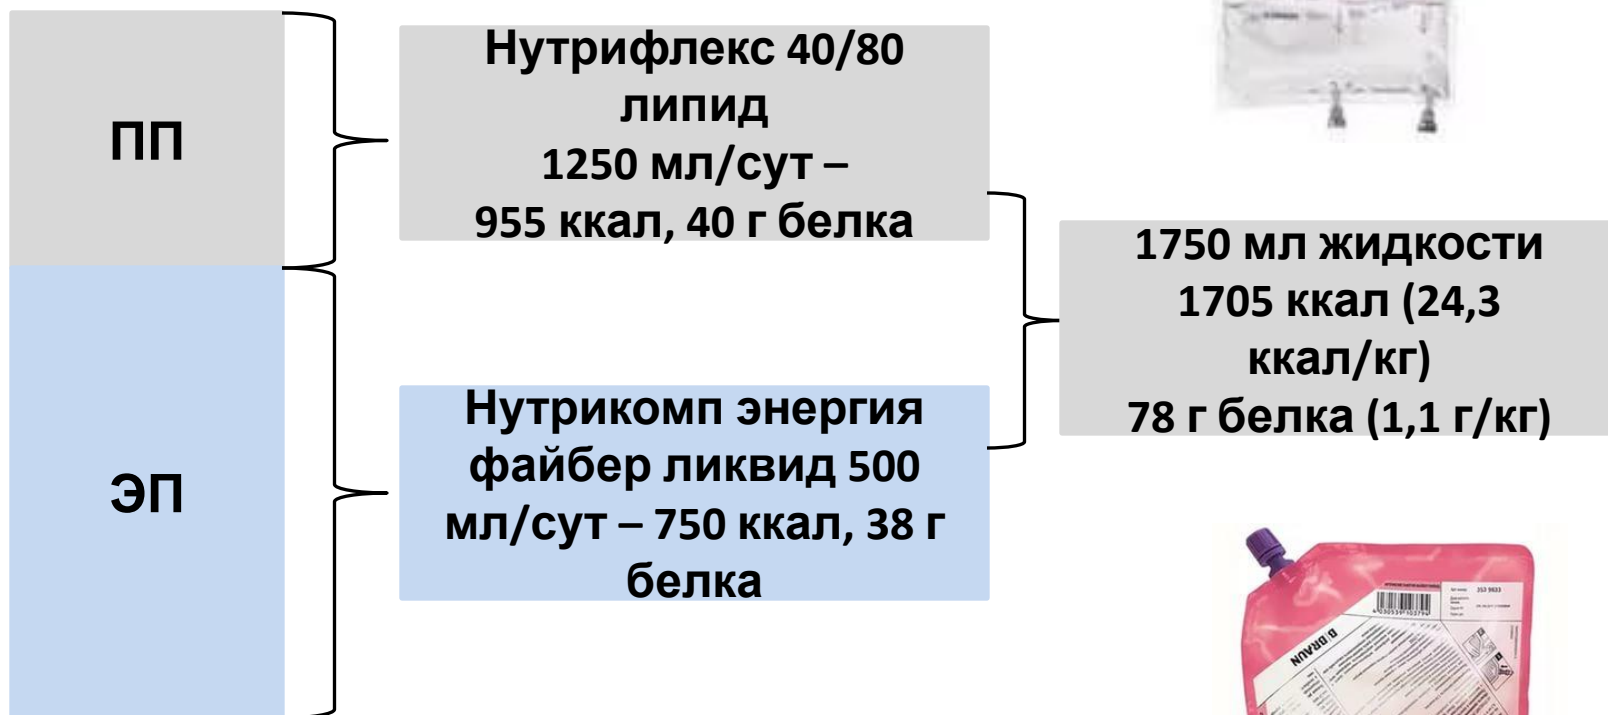 ПП
Нутрифлекс 40/80
липид
1250 мл/сут –
955 ккал, 40 г белка
1750 мл жидкости
1705 ккал (24,3
ккал/кг)
78 г белка (1,1 г/кг)
ЭП
Нутрикомп энергия
файбер ликвид 500
мл/сут – 750 ккал, 38 г
белка
B|BRAUN